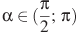 α ∈ (π/2; π)